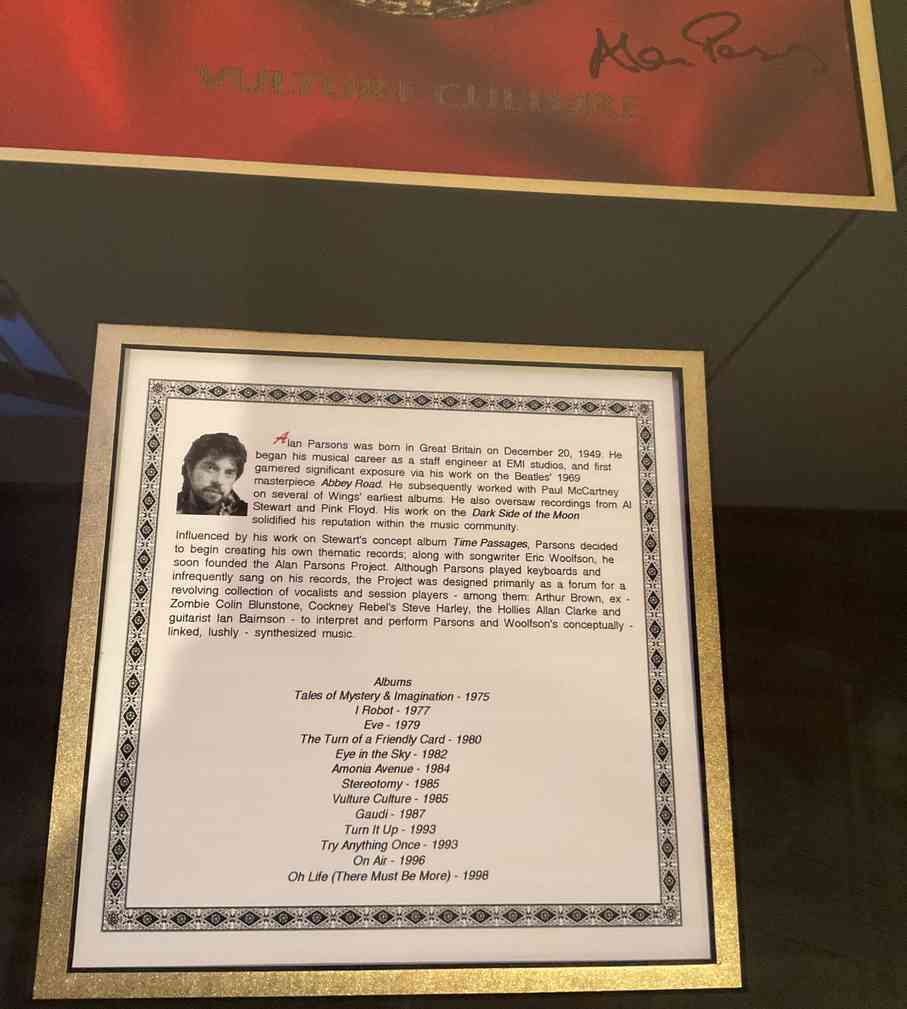 Alan Parsons
VULTURE CULTURE
Alan Parsons was born in Great Britain on December 20, 1949. He
began his musical career as a staff engineer at EMI studios, and first
garnered significant exposure via his work on the Beatles' 1969
masterpiece Abbey Road. He subsequently worked with Paul McCartney
on several of Wings' earliest albums. He also oversaw recordings from Al
Stewart and Pink Floyd. His work on the Dark Side of the Moon
solidified his reputation within the music community.
Influenced by his work on Stewart's concept album Time Passages, Parsons decided
to begin creating his own thematic records; along with songwriter Eric Woolfson, he
soon founded the Alan Parsons Project. Although Parsons played keyboards and
infrequently sang on his records, the Project was designed primarily as a forum for a
revolving collection of vocalists and session players - among them: Arthur Brown, ex -
Zombie Colin Blunstone, Cockney Rebel's Steve Harley, the Hollies Allan Clarke and
guitarist Ian Bairnson - to interpret and perform Parsons and Woolfson's conceptually -
linked, lushly - synthesized music.
Albums
Tales of Mystery & Imagination - 1975
I Robot - 1977
Eve - 1979
The Turn of a Friendly Card - 1980
Eye in the Sky - 1982
Amonia Avenue - 1984
Stereotomy - 1985
Vulture Culture - 1985
Gaudi - 1987
Turn It Up - 1993
Try Anything Once - 1993
On Air - 1996
Oh Life (There Must Be More) - 1998